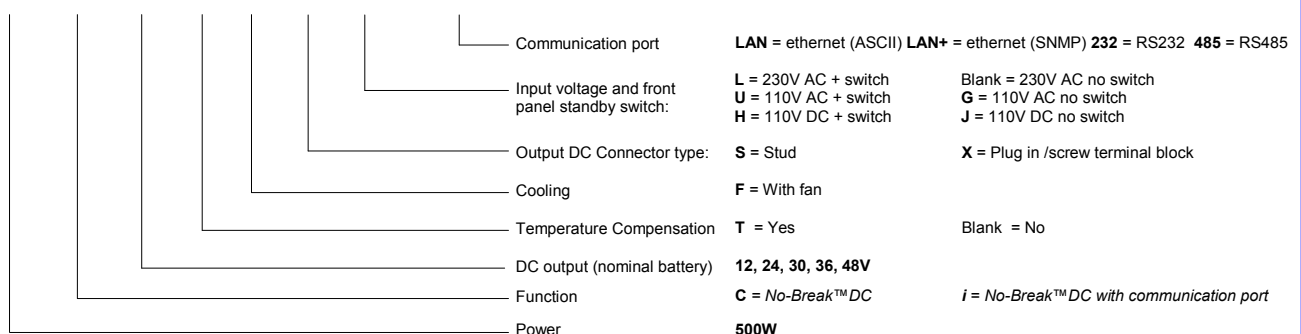 Communication port LAN = ethernet (ASCII) LAN+ = ethernet (SNMP) 232 = RS232 485 = RS485
Input voltage and front panel standby switch: L = 230V AC + switch Blank = 230V AC no switch
U = 110V AC + switch G = 110V AC no switch
H = 110V DC + switch J = 110V DC no switch
Output DC Connector type: S = Stud X = Plug in /screw terminal block
Cooling F = With fan
Temperature Compensation T = Yes Blank = No
DC output (nominal battery) 12, 24, 30, 36, 48V
Function C = No-Break™DC i = No-Break™DC with communication port
Power 500W